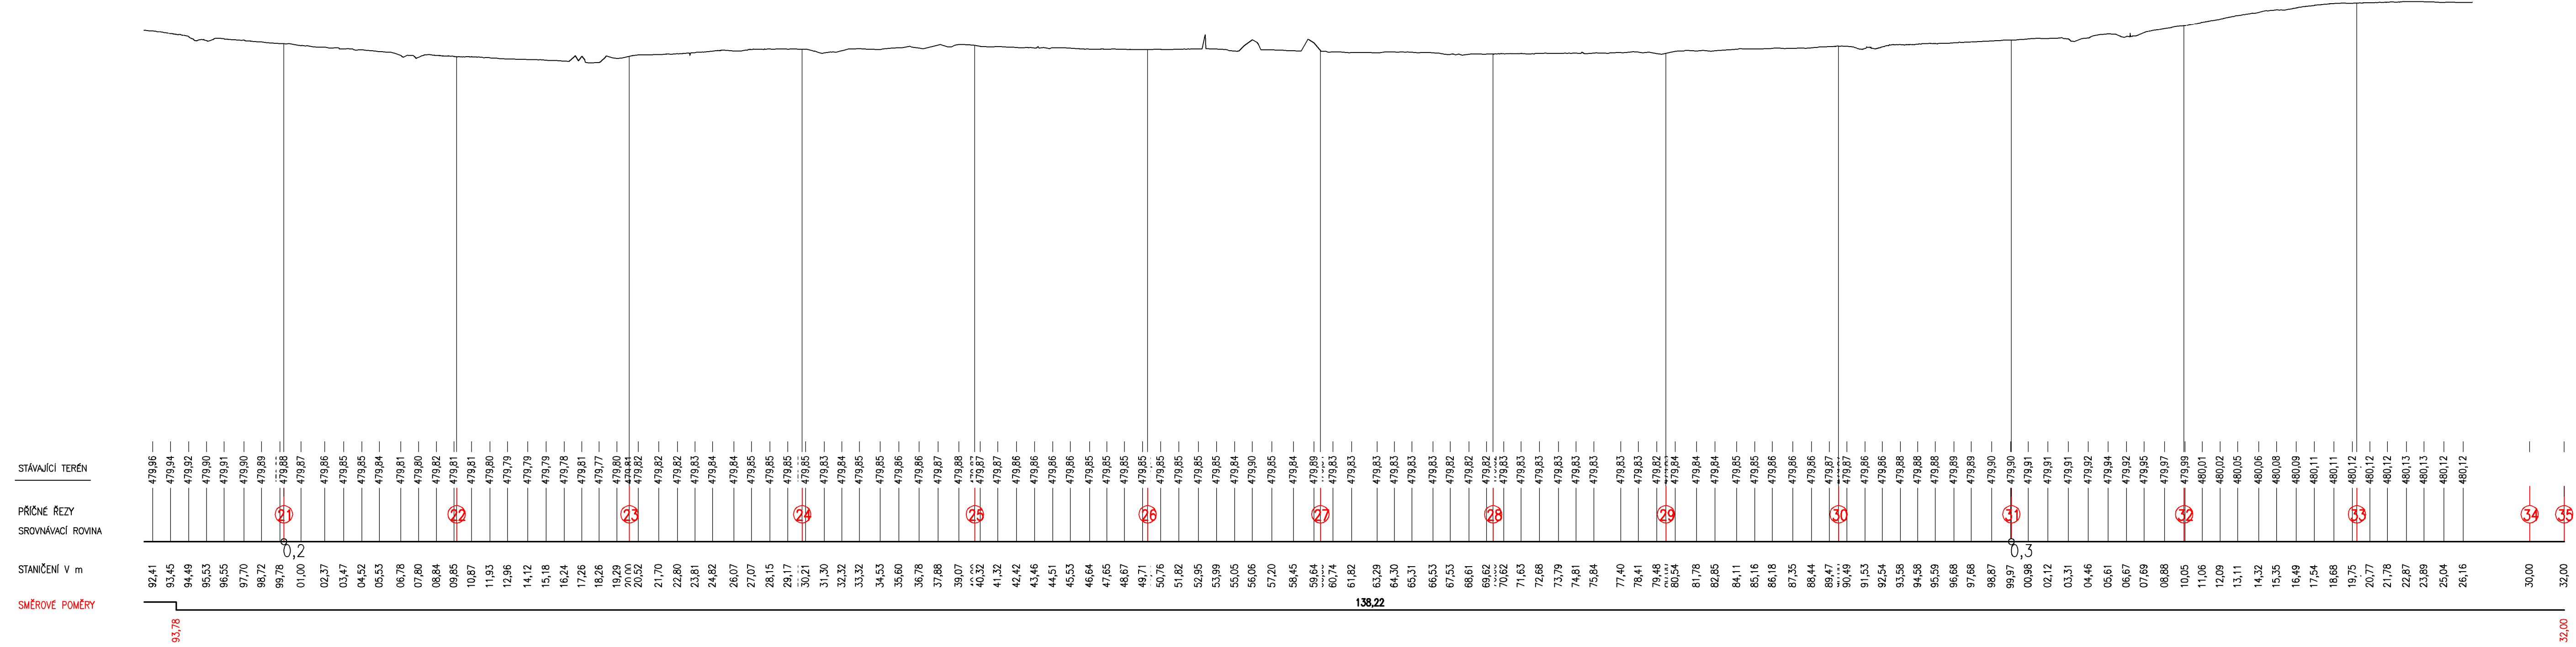 STÁVAJÍCÍ TERÉN
479,96 479,94 479,92 479,90 479,91 479,90 479,89 479,88 479,87 479,86 479,85 479,85 479,84 479,81 479,80 479,82 479,81 479,81 479,80 479,79 479,79 479,79 479,78 479,81 479,77 479,80 479,81 479,82 479,82 479,82 479,83 479,84 479,84 479,85 479,85 479,85 479,85 479,83 479,84 479,85 479,85 479,86 479,86 479,87 479,88 479,87 479,87 479,86 479,86 479,86 479,86 479,85 479,85 479,85 479,85 479,85 479,85 479,85 479,85 479,84 479,90 479,85 479,84 479,89 479,83 479,83 479,83 479,83 479,83 479,83 479,82 479,82 479,82 479,83 479,83 479,83 479,83 479,83 479,83 479,83 479,83 479,82 479,84 479,84 479,84 479,85 479,85 479,86 479,86 479,86 479,87 479,87 479,86 479,86 479,88 479,88 479,88 479,89 479,89 479,90 479,90 479,91 479,91 479,91 479,92 479,94 479,92 479,95 479,97 479,99 480,01 480,02 480,05 480,06 480,08 480,09 480,11 480,11 480,12 480,12 480,12 480,13 480,13 480,12 480,12
PŘÍČNÉ ŘEZY
21 22 23 24 25 26 27 28 29 30 31 32 33 34 35
SROVNÁVACÍ ROVINA
0,2 0,3
STANIČENÍ V m
92,41 93,45 94,49 95,53 96,55 97,70 98,72 99,78 01,00 02,37 03,47 04,52 05,53 06,78 07,80 08,84 09,85 10,87 11,93 12,96 14,12 15,18 16,24 17,26 18,26 19,29 20,00 20,52 21,70 22,80 23,81 24,82 26,07 27,07 28,15 29,17 30,21 31,30 32,32 33,32 34,53 35,60 36,78 37,88 39,07 40,32 41,32 42,42 43,46 44,51 45,53 46,64 47,65 48,67 49,71 50,76 51,82 52,95 53,99 55,05 56,06 57,20 58,45 59,64 60,74 61,82 63,29 64,30 65,31 66,53 67,53 68,61 69,62 70,62 71,63 72,68 73,79 74,81 75,84 77,40 78,41 79,48 80,54 81,78 82,85 84,11 85,16 86,18 87,35 88,44 89,47 90,49 91,53 92,54 93,58 94,58 95,59 96,68 97,68 98,87 99,97 00,98 02,12 03,31 04,46 05,61 06,67 07,69 08,88 10,05 11,06 12,09 13,11 14,32 15,35 16,49 17,54 18,68 19,75 20,77 21,78 22,87 23,89 25,04 26,16 30,00 32,00
SMĚROVÉ POMĚRY
138,22
93,78 32,00